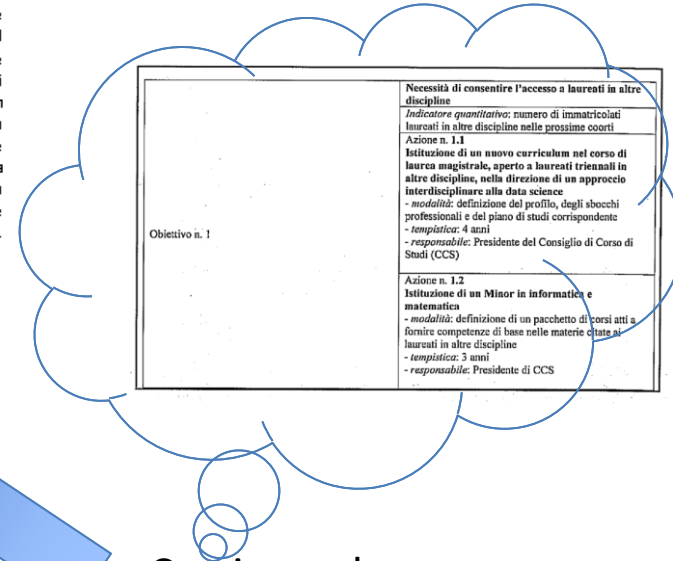 Necessità di consentire l'accesso a laureati in altre
discipline
Indicatore quantitativo: numero di immatricolati
laureati in altre discipline nelle prossime coorti
Obiettivo n. 1
Azione n. 1.1
Istituzione di un nuovo curriculum nel corso di
laurea magistrale, aperto a laureati triennali in
altre discipline, nella direzione di un approccio
interdisciplinare alla data science
- modalità: definizione del profilo, degli sbocchi
professionali e del piano di studi corrispondente
- tempistica: 4 anni
- responsabile: Presidente del Consiglio di Corso di
Studi (CCS)
Azione n. 1.2
Istituzione di un Minor in informatica e
matematica
- modalità: definizione di un pacchetto di corsi atti a
fornire competenze di base nelle materie citate ai
laureati in altre discipline
- tempistica: 3 anni
- responsabile: Presidente di CCS